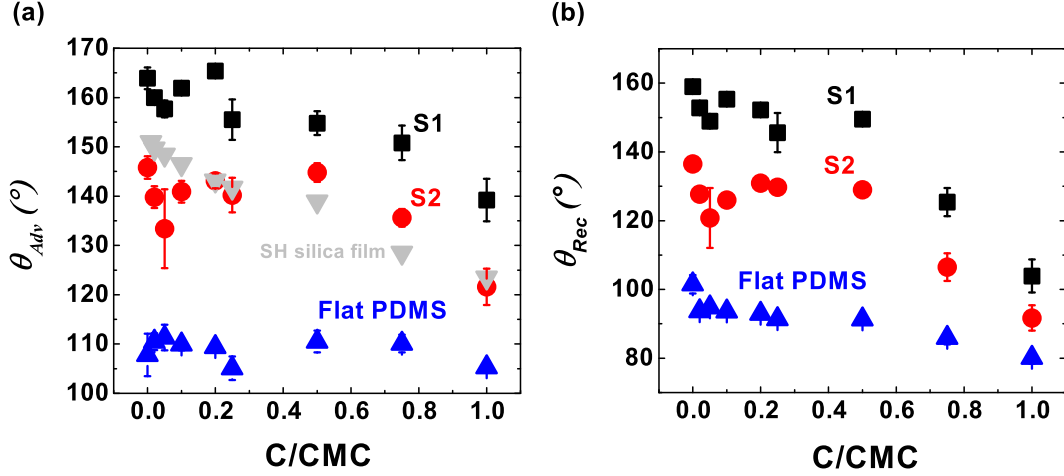 (a)
170
160
150
140
130
120
110
100
θAdv (°)
S1
S2
SH silica film
Flat PDMS
0.0 0.2 0.4 0.6 0.8 1.0
C/CMC
(b)
160
140
120
100
80
θRec (°)
S1
S2
Flat PDMS
0.0 0.2 0.4 0.6 0.8 1.0
C/CMC